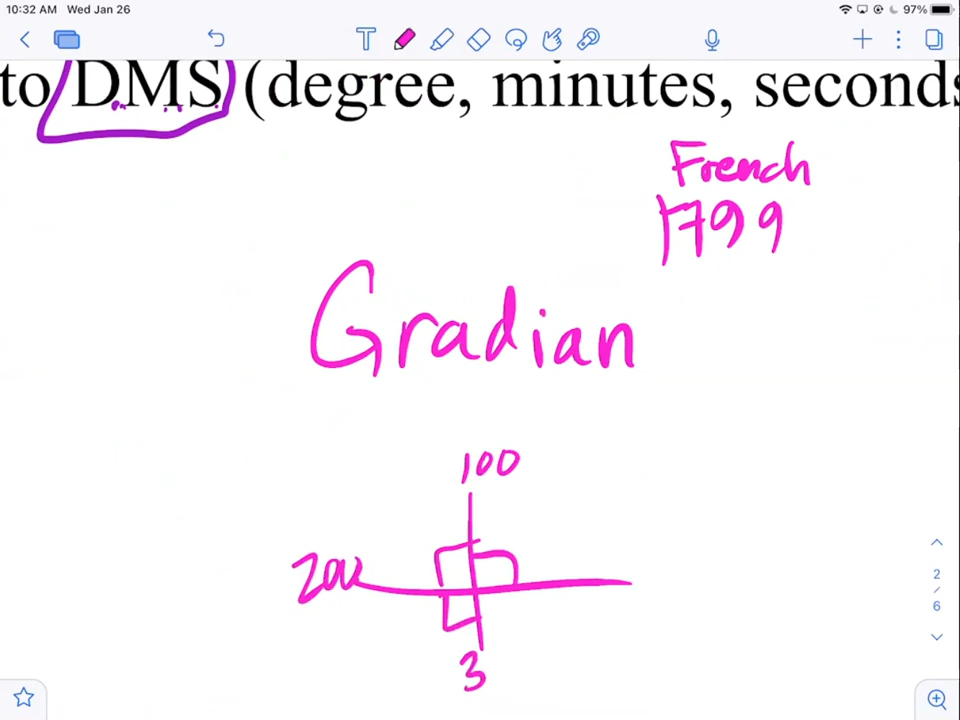 10:32 AM Wed Jan 26
97%
to DMS (degree, minutes, seconds
French
1799
Gradian
100
200
3
2
/
6